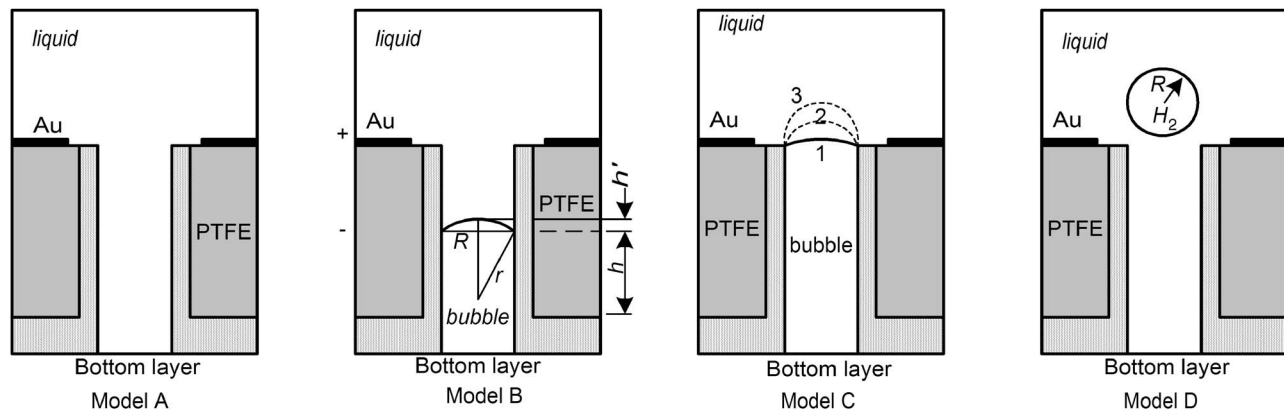 liquid
Au
PTFE
Bottom layer
Model A
liquid
+
Au
h'
PTFE
-
R
r
h
bubble
Bottom layer
Model B
liquid
3
2
Au
1
PTFE
bubble
Bottom layer
Model C
liquid
R
H2
Au
PTFE
Bottom layer
Model D